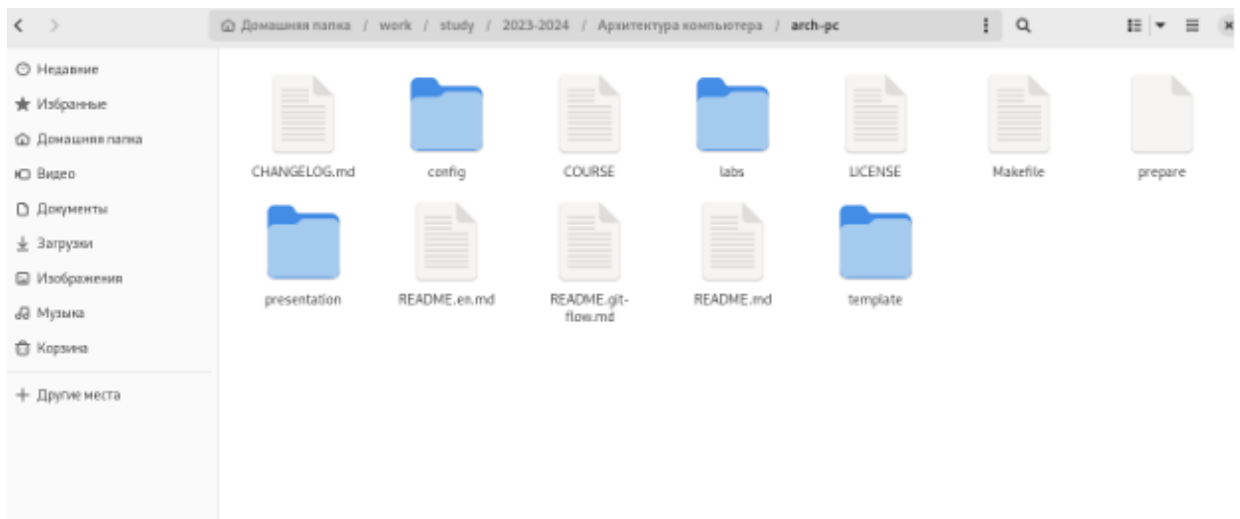 Домашняя папка / work / study / 2023-2024 / Архитектура компьютера / arch-pc
Недавние
Избранные
Домашняя папка
Видео
Документы
Загрузки
Изображения
Музыка
Корзина
Другие места
CHANGELOG.md config COURSE labs LICENSE Makefile prepare
presentation README.en.md README.git- README.md template
flow.md